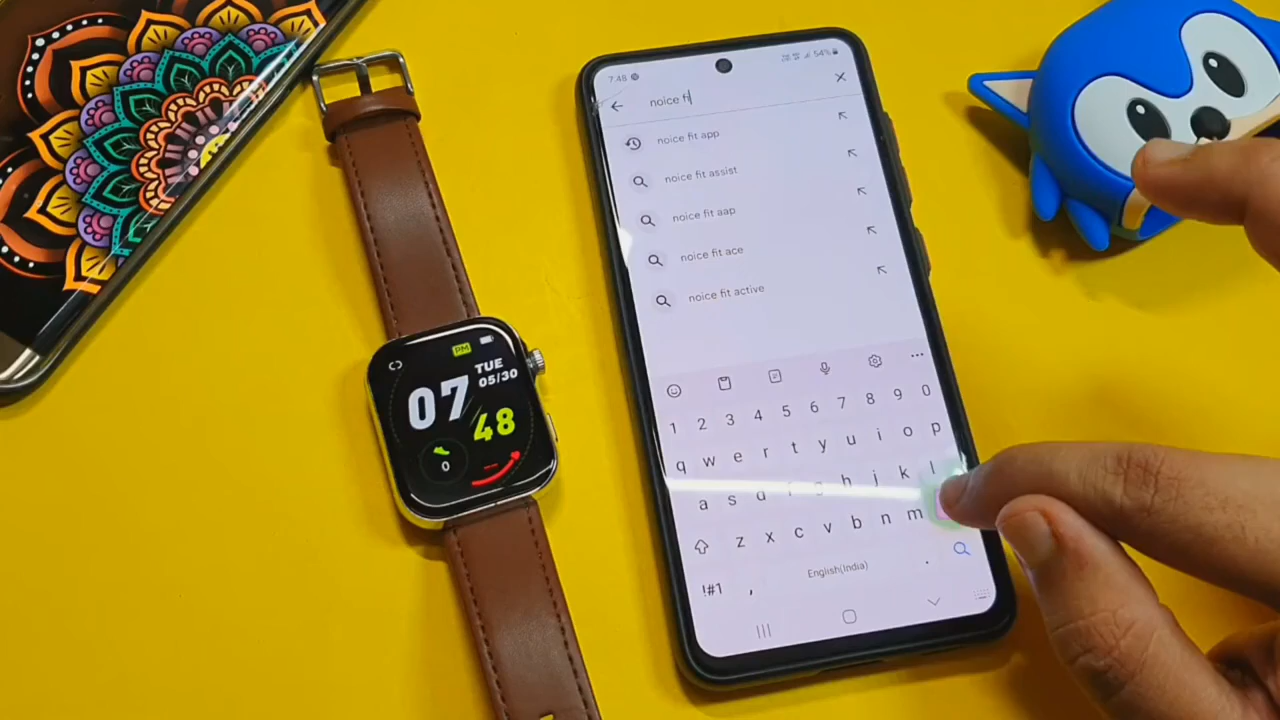 PM
TUE
07
05/30
48
0
7:48
54%
noice fi
noice fit app
noice fit assist
noice fit aap
noice fit ace
noice fit active
1 2 3 4 5 6 7 8 9 0
q w e r t y u i o p
a s d g h j k l
z x c v b n m
!#1 , English(India) .